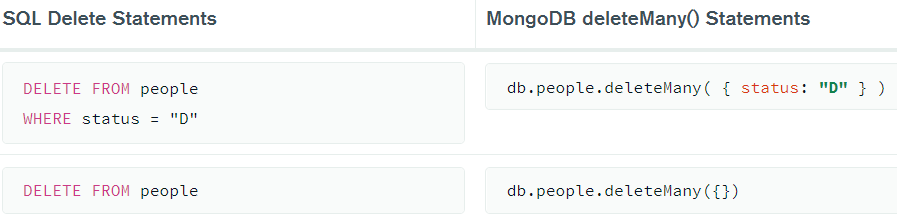 SQL Delete Statements
MongoDB deleteMany() Statements
DELETE FROM people
WHERE status = "D"
db.people.deleteMany( { status: "D" } )
DELETE FROM people
db.people.deleteMany({})